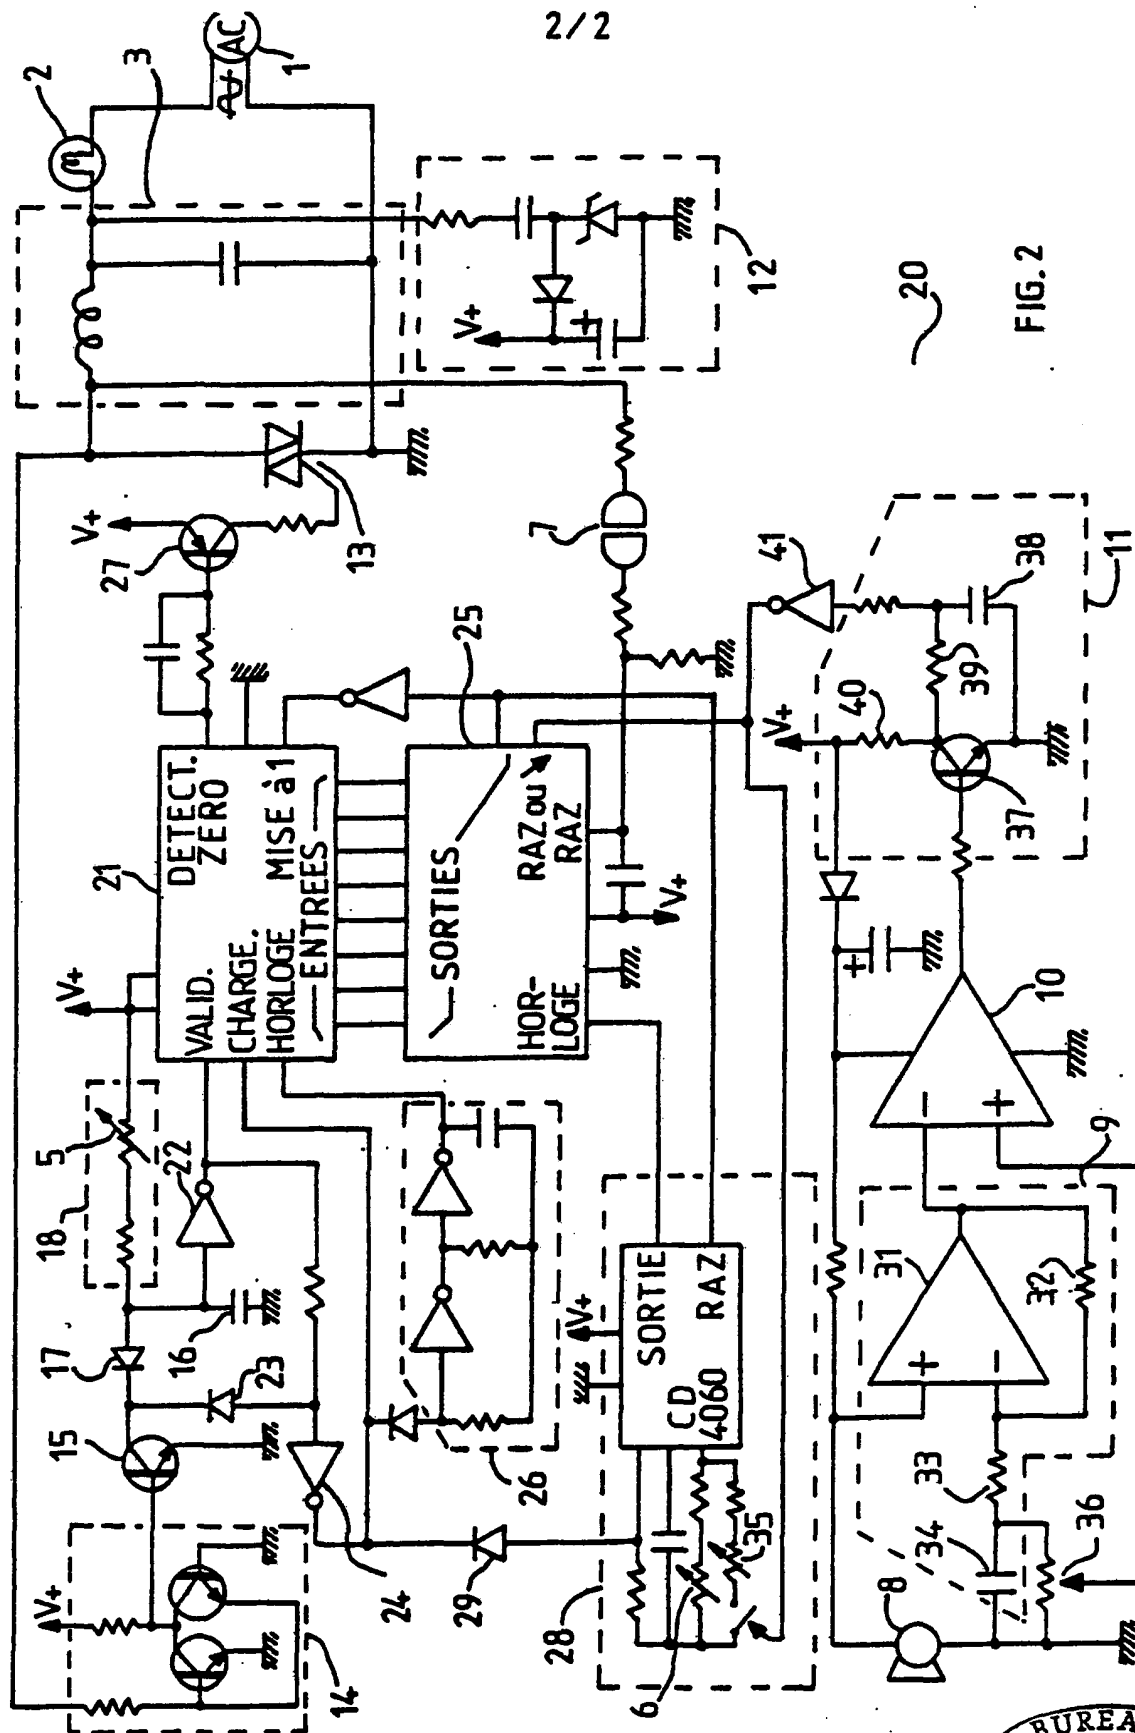 2/2
AC
1
2
3
V+
12
20
FIG. 2
V+
27
13
7
41
38
39
40
37
11
V+
25
21
DETECT.
ZERO
VALID.
CHARGE.
HORLOGE
MISE à 1
ENTREES
SORTIES
RAZ ou
RAZ
HOR-
LOGE
V+
V+
5
18
22
17
16
23
15
V+
14
24
26
29
28
SORTIE
CD
4060
RAZ
V+
6
35
10
-
+
9
31
32
33
34
+
-
36
8
+
+
BUREA